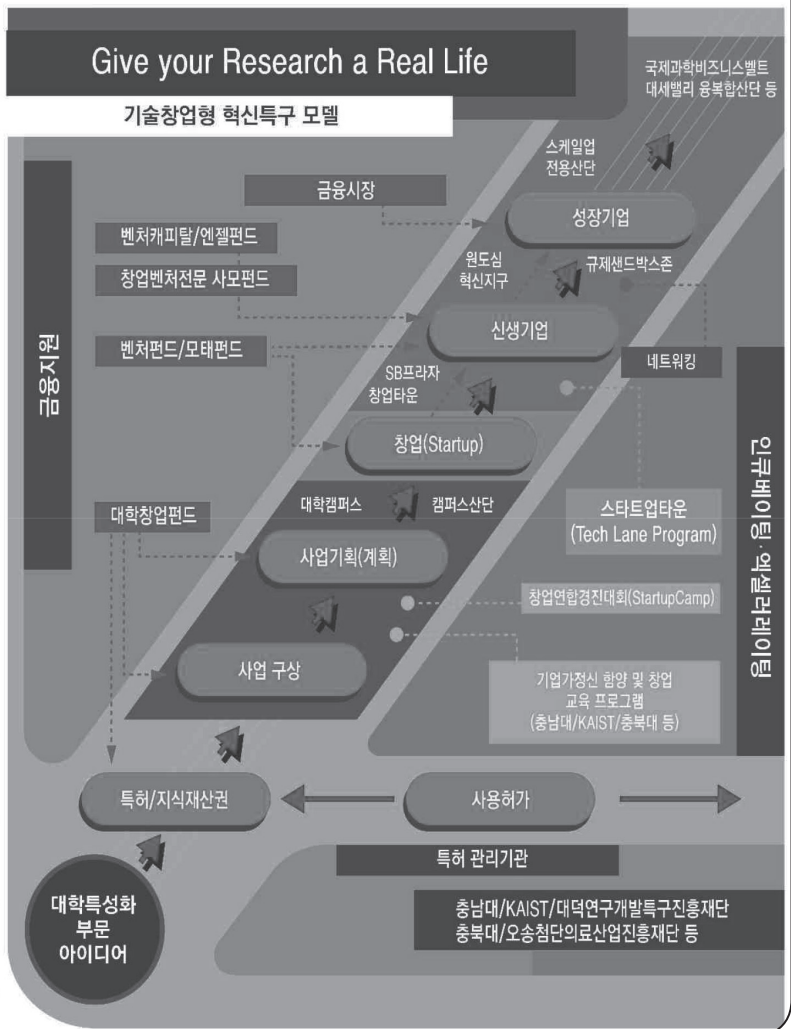 Give your Research a Real Life
기술창업형 혁신특구 모델
국제과학비즈니스벨트
대세밸리 융복합산단 등
스케일업
전용산단
금융시장
성장기업
벤처캐피탈/엔젤펀드
창업벤처전문 사모펀드
원도심
혁신지구
규제샌드박스존
신생기업
벤처펀드/모태펀드
네트워킹
금융지원
SB프라자
창업타운
창업(Startup)
인큐베이팅·엑셀러레이팅
대학창업펀드
대학캠퍼스
캠퍼스산단
스타트업타운
(Tech Lane Program)
사업기획(계획)
창업연합경진대회(StartupCamp)
사업 구상
기업가정신 함양 및 창업
교육 프로그램
(충남대/KAIST/충북대 등)
특허/지식재산권
사용허가
특허 관리기관
대학특성화
부문
아이디어
충남대/KAIST/대덕연구개발특구진흥재단
충북대/오송첨단의료산업진흥재단 등